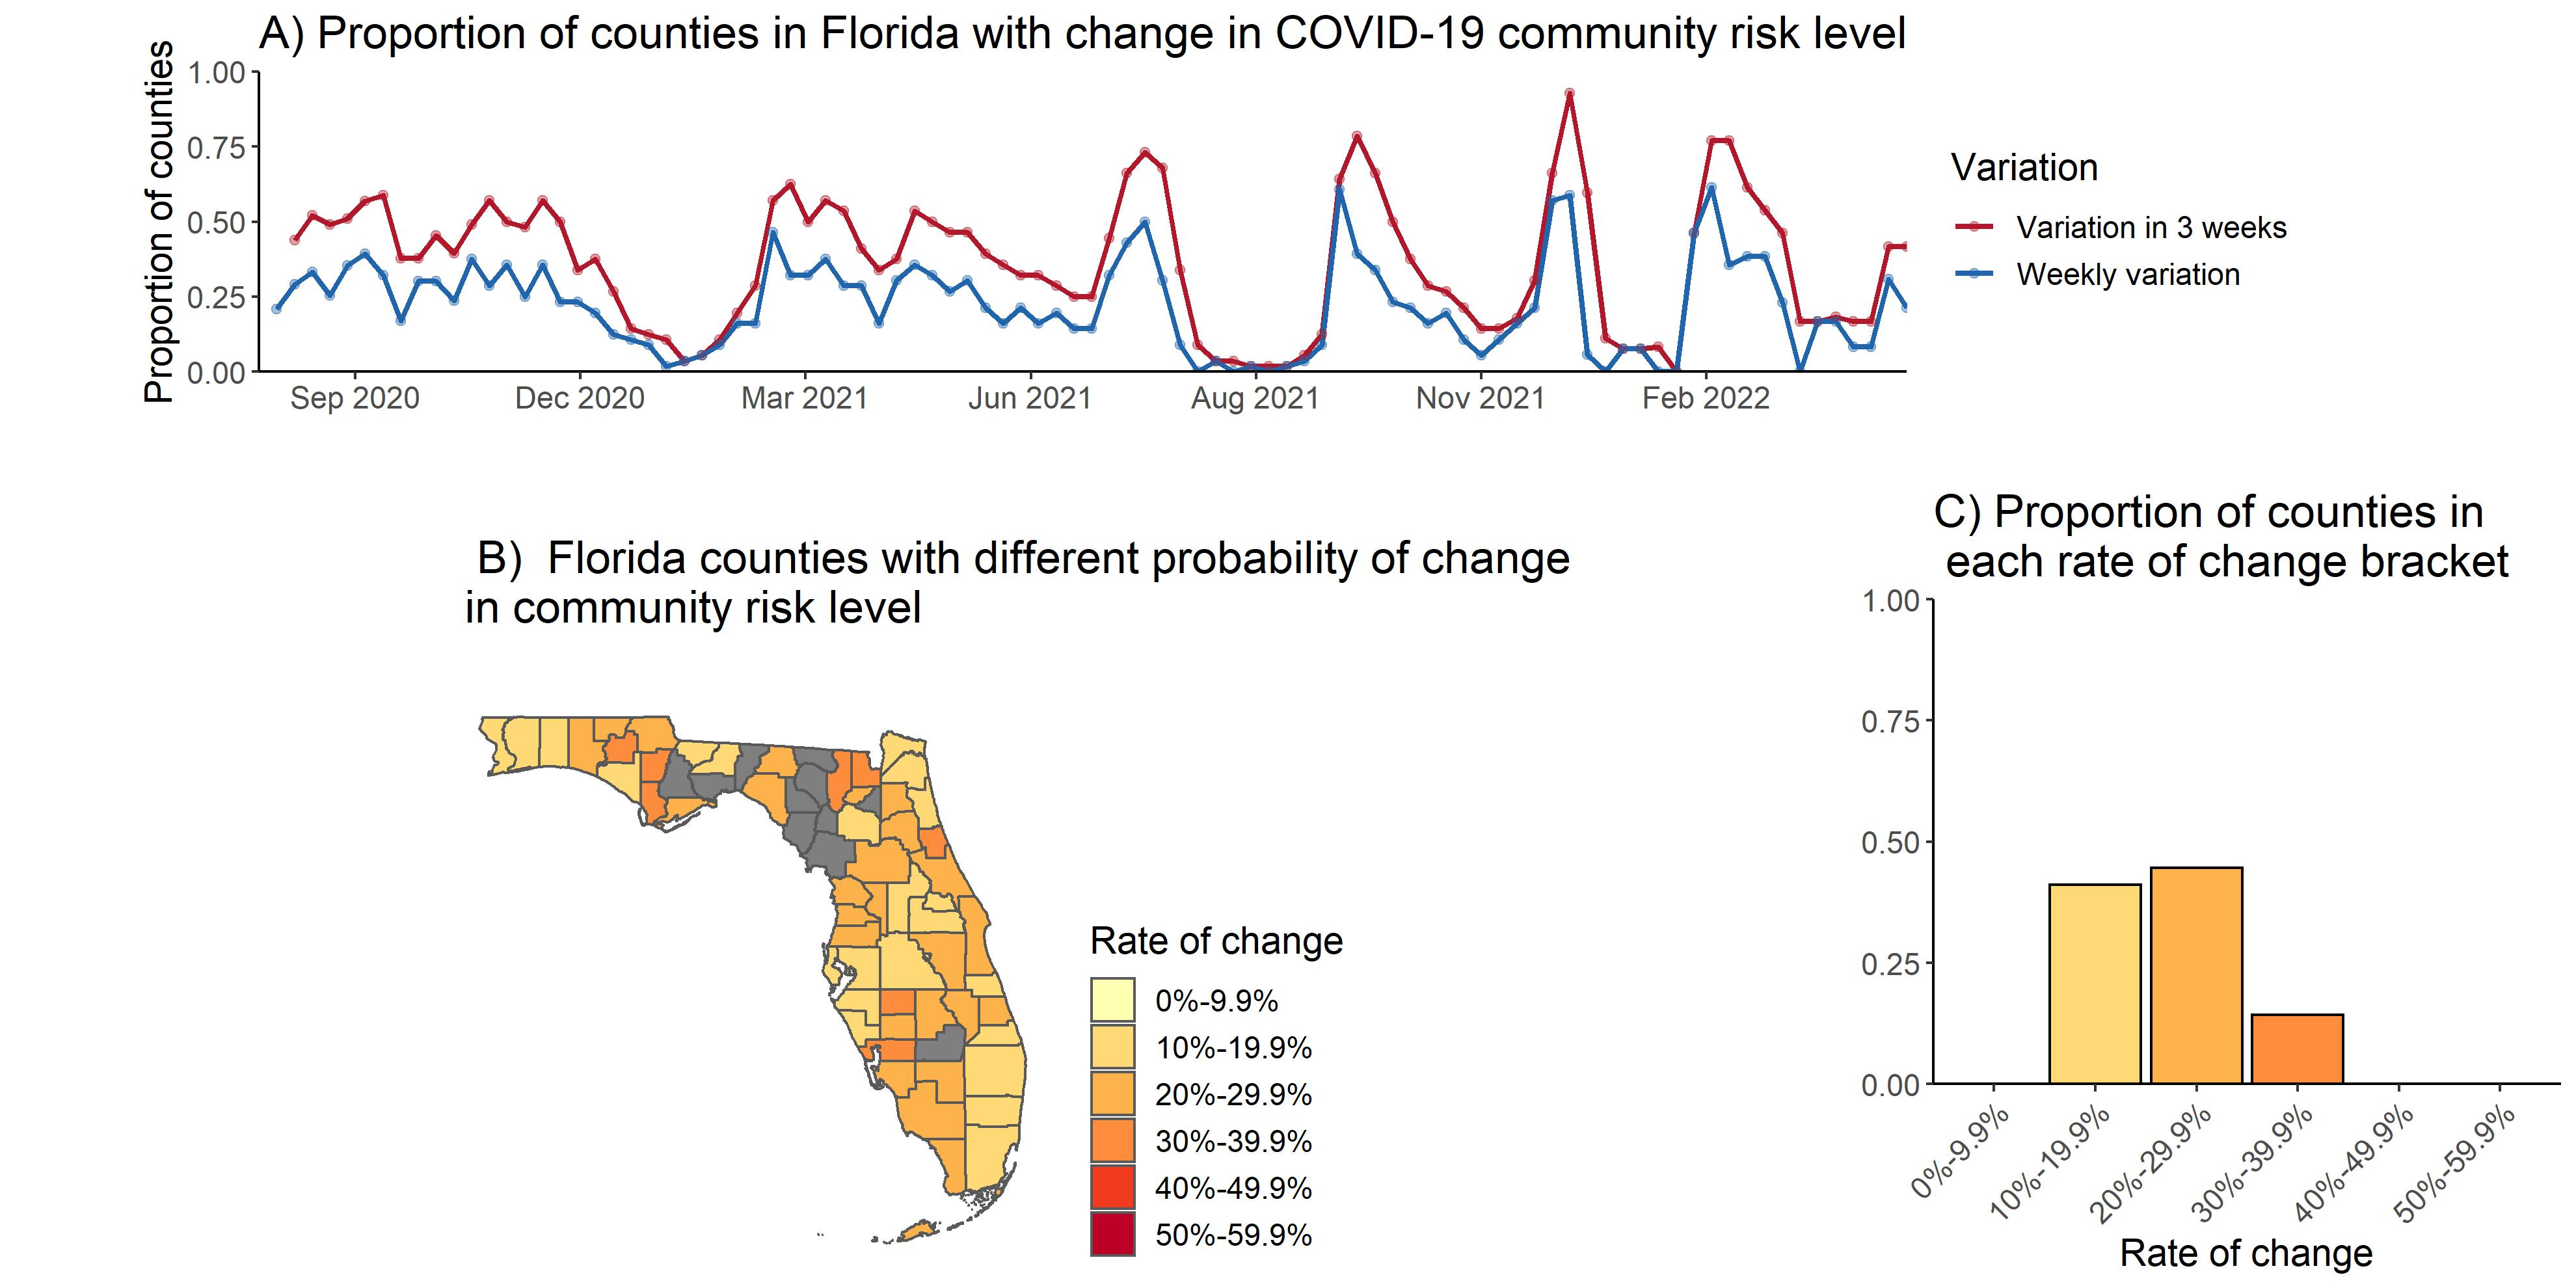 A) Proportion of counties in Florida with change in COVID-19 community risk level
Proportion of counties
1.00
0.75
0.50
0.25
0.00
Sep 2020
Dec 2020
Mar 2021
Jun 2021
Aug 2021
Nov 2021
Feb 2022
Variation
Variation in 3 weeks
Weekly variation
B) Florida counties with different probability of change
in community risk level
Rate of change
0%-9.9%
10%-19.9%
20%-29.9%
30%-39.9%
40%-49.9%
50%-59.9%
C) Proportion of counties in
each rate of change bracket
1.00
0.75
0.50
0.25
0.00
0%-9.9%
10%-19.9%
20%-29.9%
30%-39.9%
40%-49.9%
50%-59.9%
Rate of change